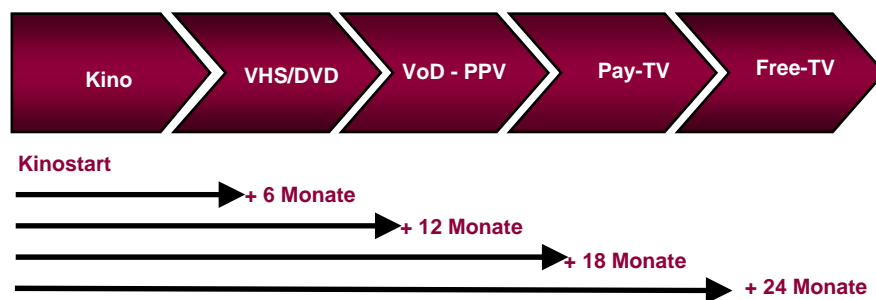 Kino
VHS/DVD
VoD - PPV
Pay-TV
Free-TV
Kinostart
+ 6 Monate
+ 12 Monate
+ 18 Monate
+ 24 Monate